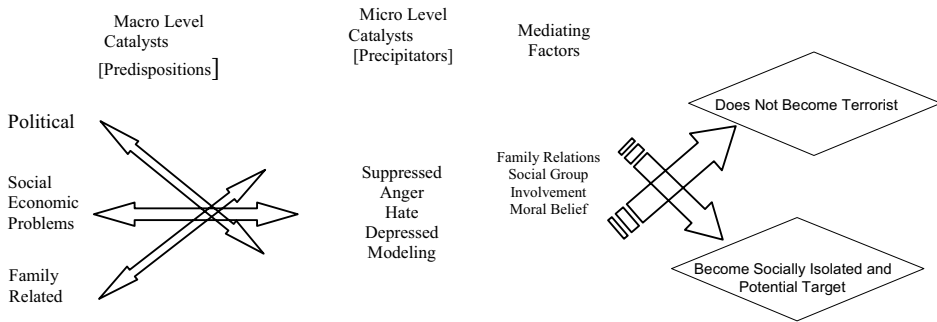 Macro Level
Catalysts
[Predispositions]
Micro Level
Catalysts
[Precipitators]
Mediating
Factors
Political
Social
Economic
Problems
Family
Related
Suppressed
Anger
Hate
Depressed
Modeling
Family Relations
Social Group
Involvement
Moral Belief
Does Not Become Terrorist
Become Socially Isolated and
Potential Target